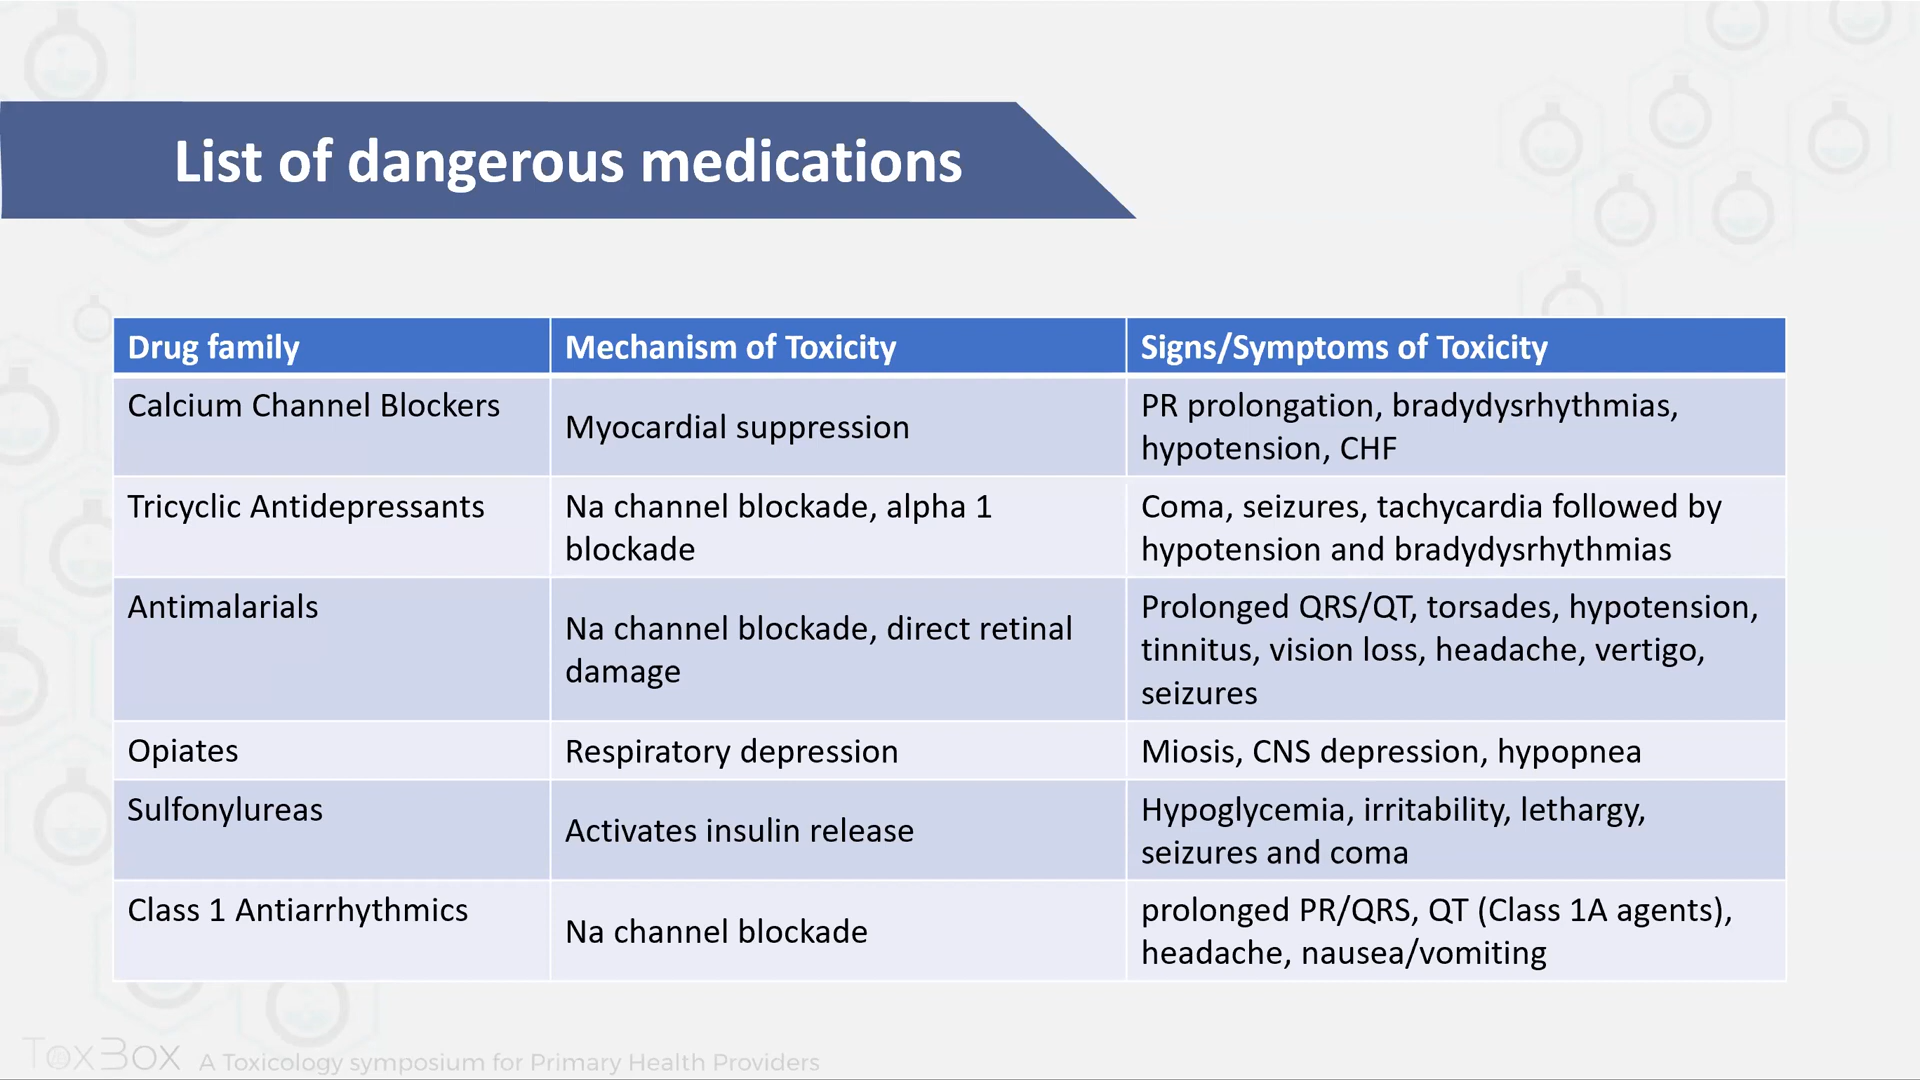 List of dangerous medications
Drug family
Mechanism of Toxicity
Signs/Symptoms of Toxicity
Calcium Channel Blockers
Myocardial suppression
PR prolongation, bradydysrhythmias,
hypotension, CHF
Tricyclic Antidepressants
Na channel blockade, alpha 1
blockade
Coma, seizures, tachycardia followed by
hypotension and bradydysrhythmias
Antimalarials
Na channel blockade, direct retinal
damage
Prolonged QRS/QT, torsades, hypotension,
tinnitus, vision loss, headache, vertigo,
seizures
Opiates
Respiratory depression
Miosis, CNS depression, hypopnea
Sulfonylureas
Activates insulin release
Hypoglycemia, irritability, lethargy,
seizures and coma
Class 1 Antiarrhythmics
Na channel blockade
prolonged PR/QRS, QT (Class 1A agents),
headache, nausea/vomiting
ToxBox A Toxicology symposium for Primary Health Providers